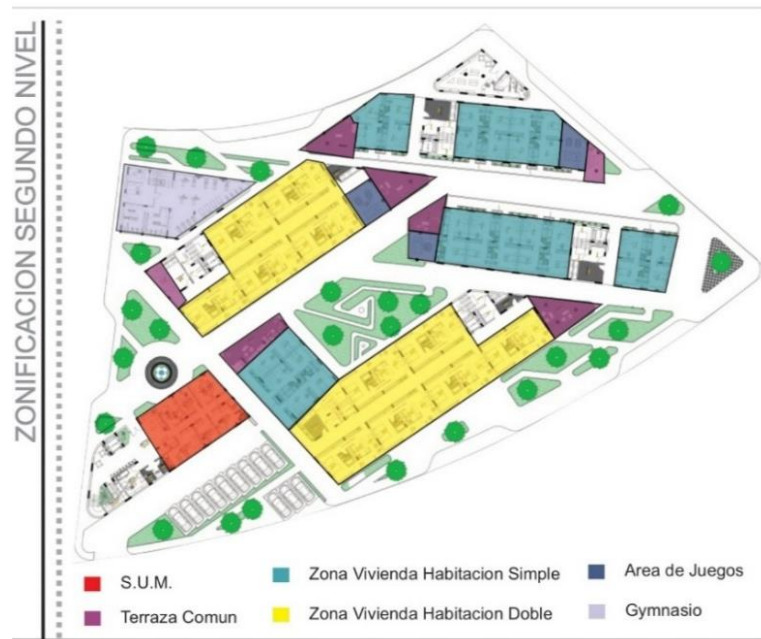 ZONIFICACION SEGUNDO NIVEL
S.U.M.
Zona Vivienda Habitacion Simple
Area de Juegos
Terraza Comun
Zona Vivienda Habitacion Doble
Gymnasio